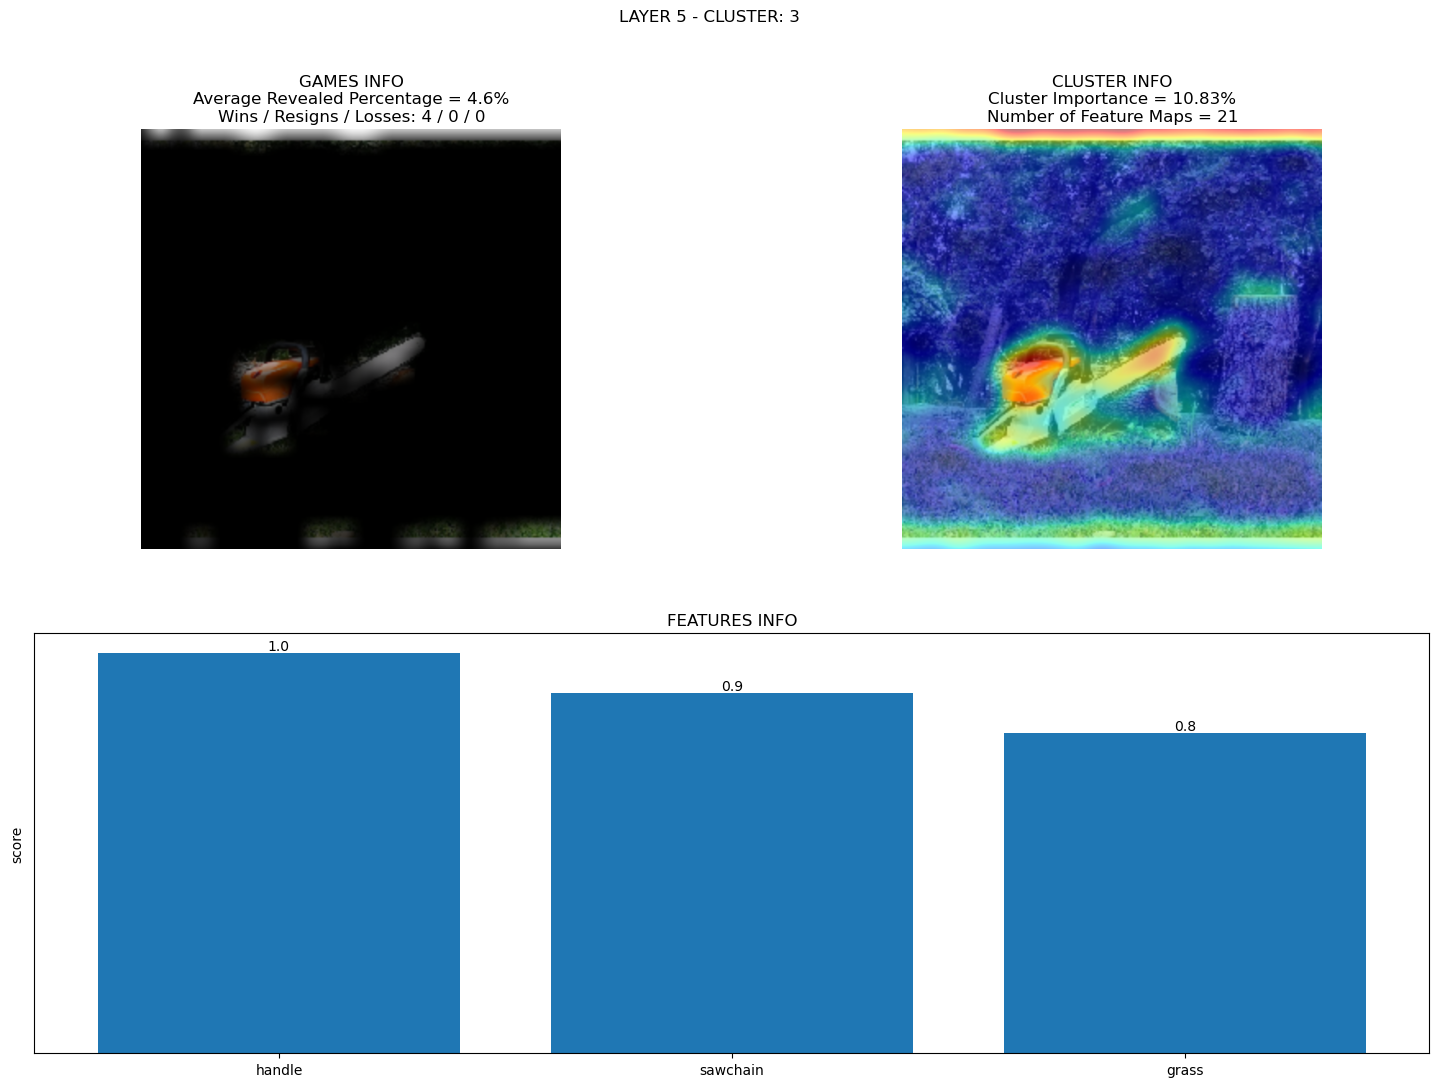 LAYER 5 - CLUSTER: 3
GAMES INFO
Average Revealed Percentage = 4.6%
Wins / Resigns / Losses: 4 / 0 / 0
CLUSTER INFO
Cluster Importance = 10.83%
Number of Feature Maps = 21
FEATURES INFO
1.0
0.9
0.8
score
handle
sawchain
grass